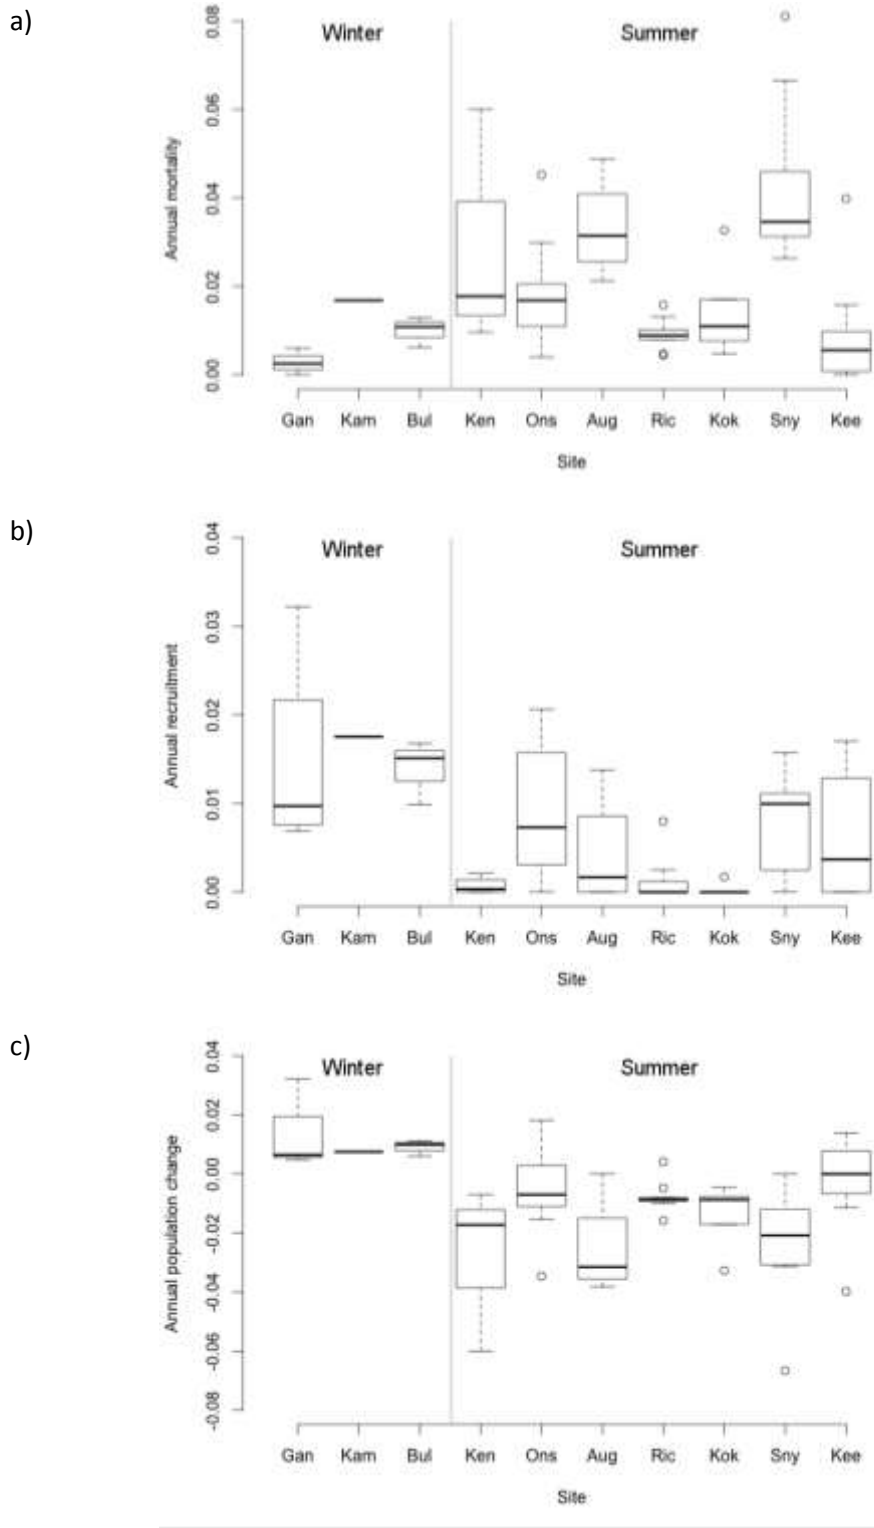 a)
Winter Summer
Annual mortality
0.08
0.06
0.04
0.02
0.00
Gan Kam Bul Ken Ons Aug Ric Kok Sny Kee
Site
b)
Winter Summer
Annual recruitment
0.04
0.03
0.02
0.01
0.00
Gan Kam Bul Ken Ons Aug Ric Kok Sny Kee
Site
c)
Winter Summer
Annual population change
0.04
0.02
0.00
-0.02
-0.04
-0.06
-0.08
Gan Kam Bul Ken Ons Aug Ric Kok Sny Kee
Site